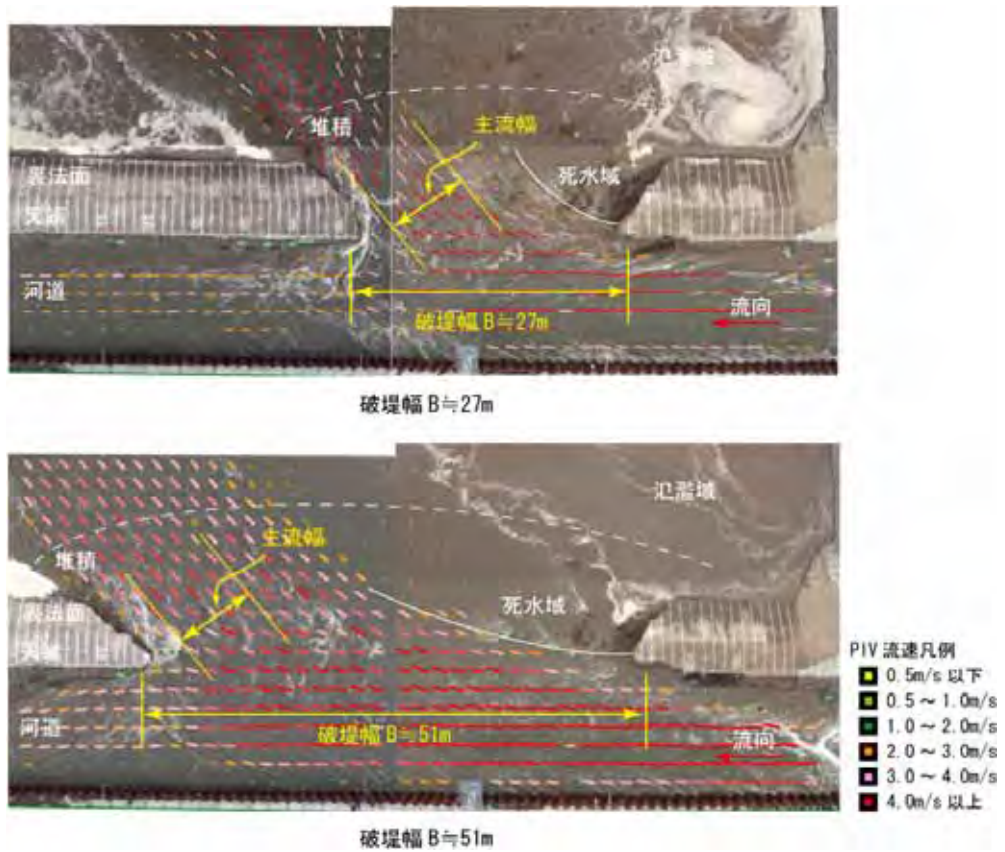 氾濫域
堆積
主流幅
裏法面
死水域
天端
河道
破堤幅 B≒27m
流向
破堤幅 B≒27m
氾濫域
主流幅
堆積
死水域
裏法面
天端
河道
破堤幅 B≒51m
流向
破堤幅 B≒51m
PIV 流速凡例
0.5m/s 以下
0.5 ～ 1.0m/s
1.0 ～ 2.0m/s
2.0 ～ 3.0m/s
3.0 ～ 4.0m/s
4.0m/s 以上